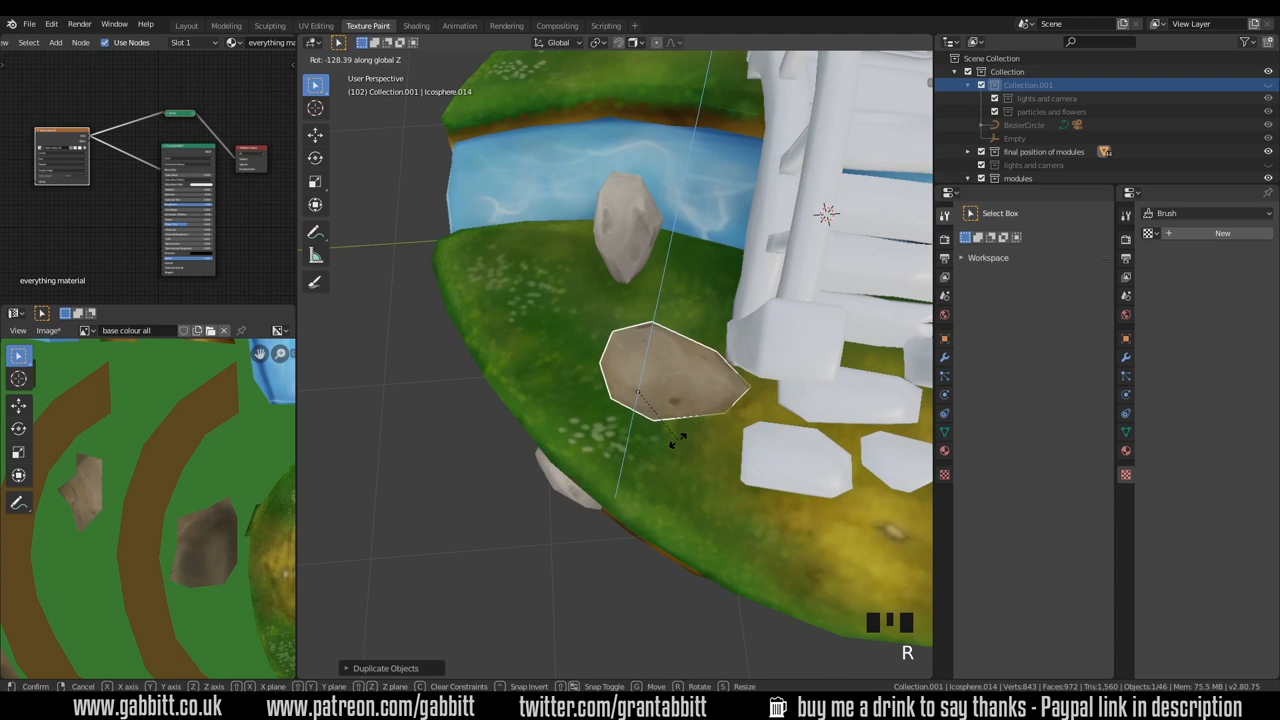 File Edit Render Window Help
Layout Modeling Sculpting UV Editing Texture Paint Shading Animation Rendering Compositing Scripting +
Scene
View Layer
ew Select Add Node Use Nodes Slot 1 everything ma
Global
Rot: -128.39 along global Z
User Perspective
(102) Collection.001 | Icosphere.014
everything material
View Image* base colour all
Scene Collection
Collection
Collection.001
lights and camera
particles and flowers
BezierCircle
Empty
final position of modules
lights and camera
modules
Select Box
Workspace
Brush
+ New
R
Duplicate Objects
Confirm Cancel X X axis Y Y axis Z Z axis X X plane Y Y plane Z Z plane C Clear Constraints Snap Invert Snap Toggle G Move R Rotate S Resize
Collection.001 | Icosphere.014 | Verts:843 | Faces:972 | Tris:1,560 | Objects:1/46 | Mem: 75.5 MB | v2.80.75
www.gabbitt.co.uk www.patreon.com/gabbitt twitter.com/grantabbitt buy me a drink to say thanks - Paypal link in description